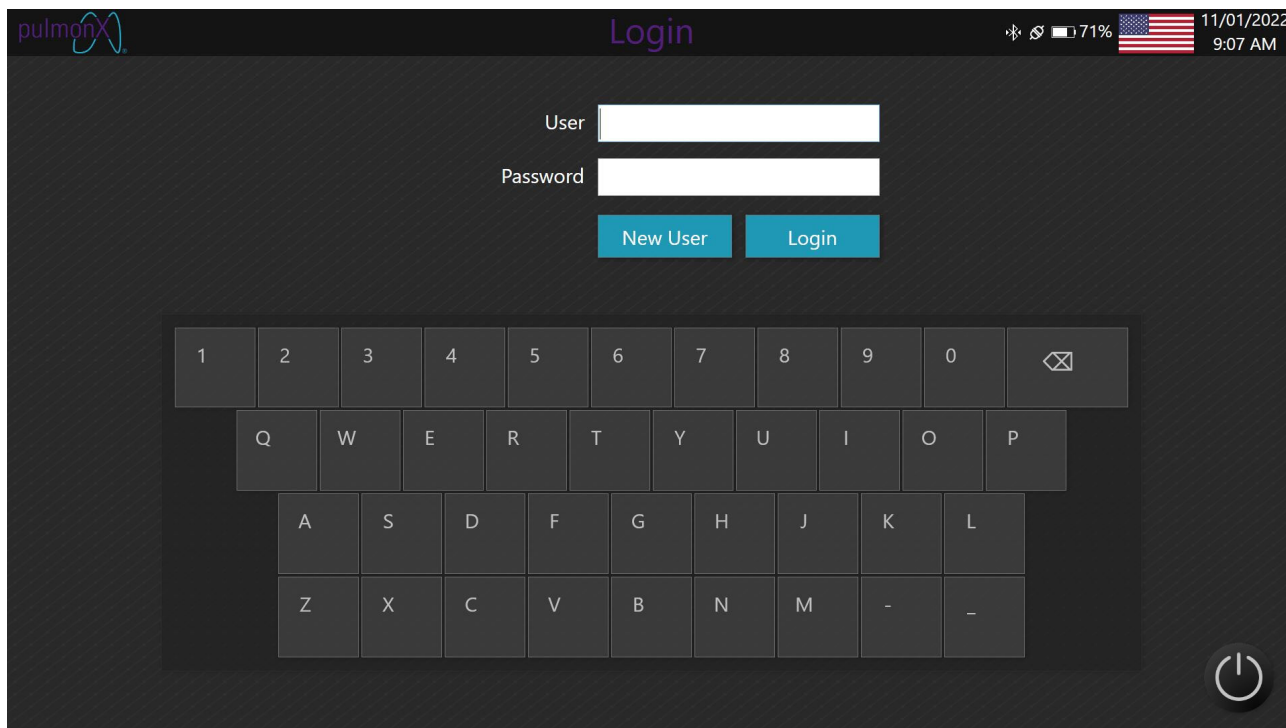 pulmonX Login 71% 11/01/2022
9:07 AM
User
Password
New User Login
1 2 3 4 5 6 7 8 9 0
Q W E R T Y U I O P
A S D F G H J K L
Z X C V B N M - _